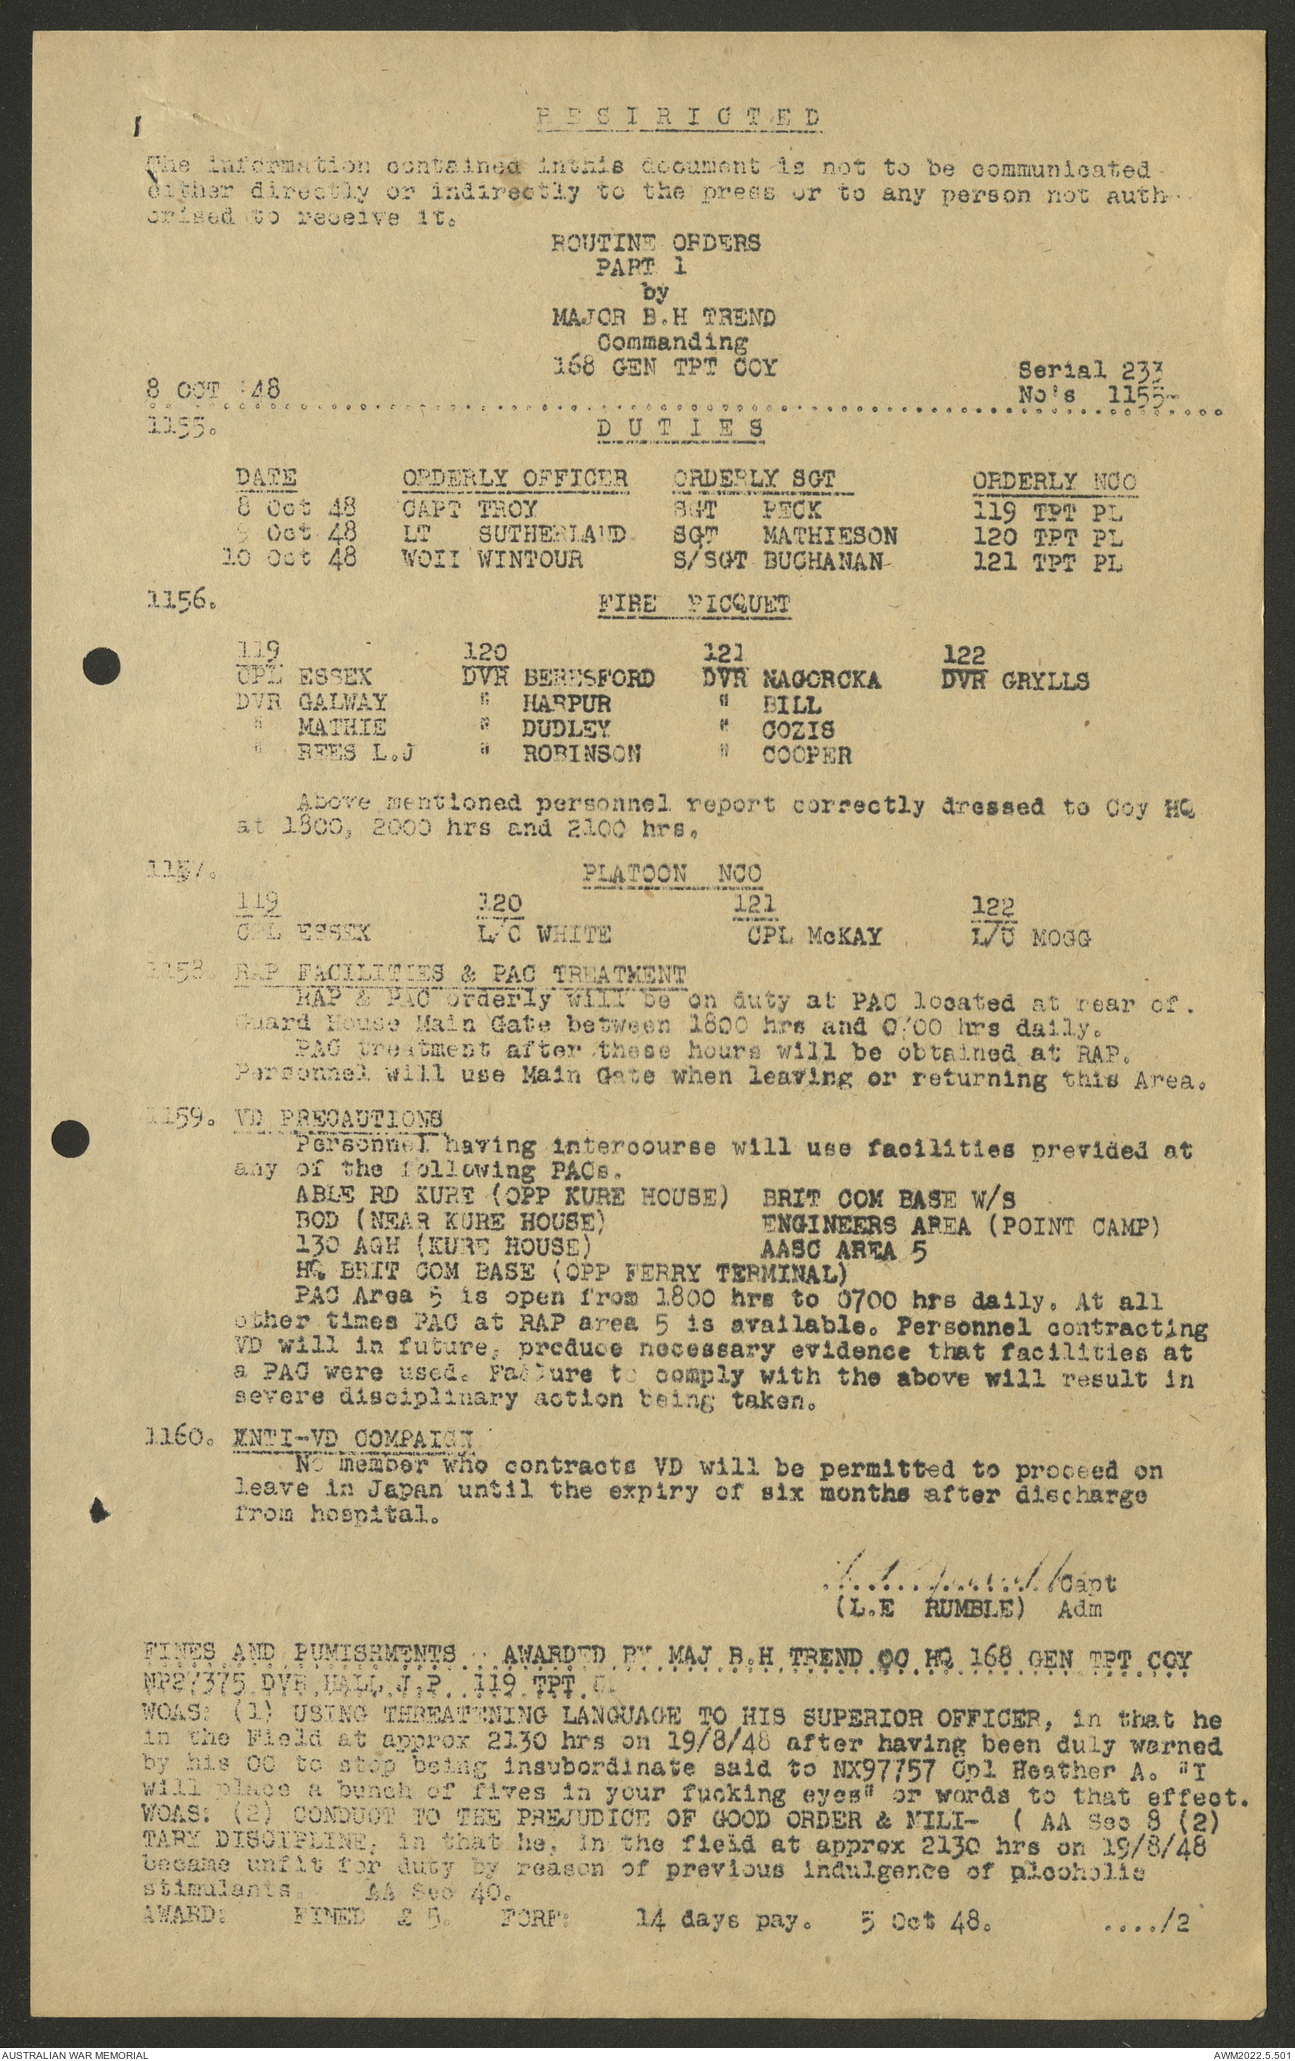 RESIRICTED
The information contained inthis document is not to be communicated
either directly or indirectly to the press or to any person not auth-
orised to receive it.
ROUTINE ORDERS
PART 1
by
MAJOR B.H TREND
Commanding
168 GEN TPT COY
Serial 233
8 OCT '48 No's 1155-
1155. DUTIES
DATE ORDERLY OFFICER ORDERLY SGT ORDERLY NCO
8 Oct 48 CAPT TROY SGT PECK 119 TPT PL
9 Oct 48 LT SUTHERLAND SGT MATHIESON 120 TPT PL
10 Oct 48 WOII WINTOUR S/SGT BUCHANAN 121 TPT PL
1156. FIRE PICQUET
119 120 121 122
CPL ESSEX DVR BERESFORD DVR NAGORCKA DVR GRYLLS
DVR GALWAY " HARPUR " BILL
" MATHIE " DUDLEY " COZIS
" REES L.J " ROBINSON " COOPER
Above mentioned personnel report correctly dressed to Coy HQ
at 1800, 2000 hrs and 2100 hrs.
1157. PLATOON NCO
119 120 121 122
CPL ESSEX L/C WHITE CPL McKAY L/C MOGG
1158. RAP FACILITIES & PAC TREATMENT
RAP & PAC orderly will be on duty at PAC located at rear of.
Guard House Main Gate between 1800 hrs and 0700 hrs daily.
PAC treatment after these hours will be obtained at RAP.
Personnel will use Main Gate when leaving or returning this Area.
1159. VD PRECAUTIONS
Personnel having intercourse will use facilities previded at
any of the following PACs.
ABLE RD KURE (OPP KURE HOUSE) BRIT COM BASE W/S
BOD (NEAR KURE HOUSE) ENGINEERS AREA (POINT CAMP)
130 AGH (KURE HOUSE) AASC AREA 5
HQ BRIT COM BASE (OPP FERRY TERMINAL)
PAC Area 5 is open from 1800 hrs to 0700 hrs daily. At all
other times PAC at RAP area 5 is available. Personnel contracting
VD will in future, produce necessary evidence that facilities at
a PAC were used. Failure to comply with the above will result in
severe disciplinary action being taken.
1160. ANTI-VD COMPAIGN
No member who contracts VD will be permitted to proceed on
leave in Japan until the expiry of six months after discharge
from hospital.
Capt
(L.E RUMBLE) Adm
FINES AND PUMISHMENTS AWARDED BY MAJ B.H TREND OC HQ 168 GEN TPT COY
NP27375 DVR HALL J.P. 119 TPT
WOAS: (1) USING THREATENING LANGUAGE TO HIS SUPERIOR OFFICER, in that he
in the Field at approx 2130 hrs on 19/8/48 after having been duly warned
by his OC to stop being insubordinate said to NX97757 Cpl Heather A. "I
will place a bunch of fives in your fucking eyes" or words to that effect.
WOAS: (2) CONDUCT TO THE PREJUDICE OF GOOD ORDER & MILI- ( AA Sec 8 (2)
TARY DISCIPLINE, in that he, in the field at approx 2130 hrs on 19/8/48
became unfit for duty by reason of previous indulgence of alcoholic
stimulants. AA Sec 40.
AWARD: FINED £ 5. FORF: 14 days pay. 5 Oct 48. ..../2
AUSTRALIAN WAR MEMORIAL AWM2022.5.501